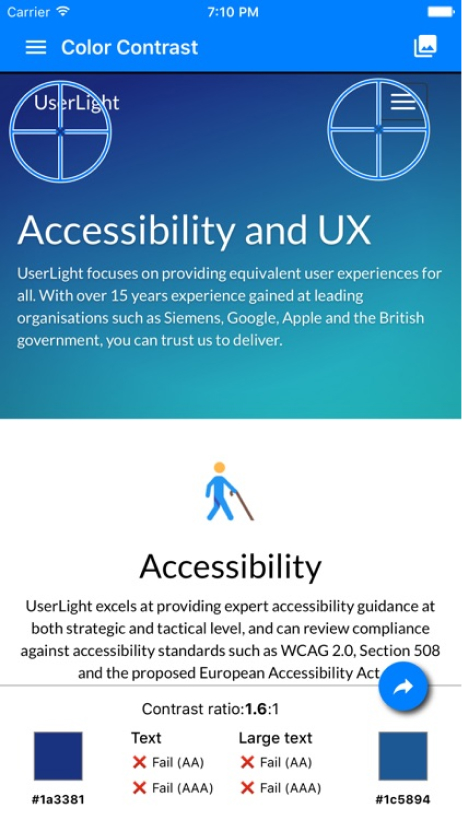 Carrier 7:10 PM
Color Contrast
UserLight
Accessibility and UX
UserLight focuses on providing equivalent user experiences for
all. With over 15 years experience gained at leading
organisations such as Siemens, Google, Apple and the British
government, you can trust us to deliver.
Accessibility
UserLight excels at providing expert accessibility guidance at
both strategic and tactical level, and can review compliance
against accessibility standards such as WCAG 2.0, Section 508
and the proposed European Accessibility Act
Contrast ratio:1.6:1
Text Large text
Fail (AA) Fail (AA)
Fail (AAA) Fail (AAA)
#1a3381 #1c5894